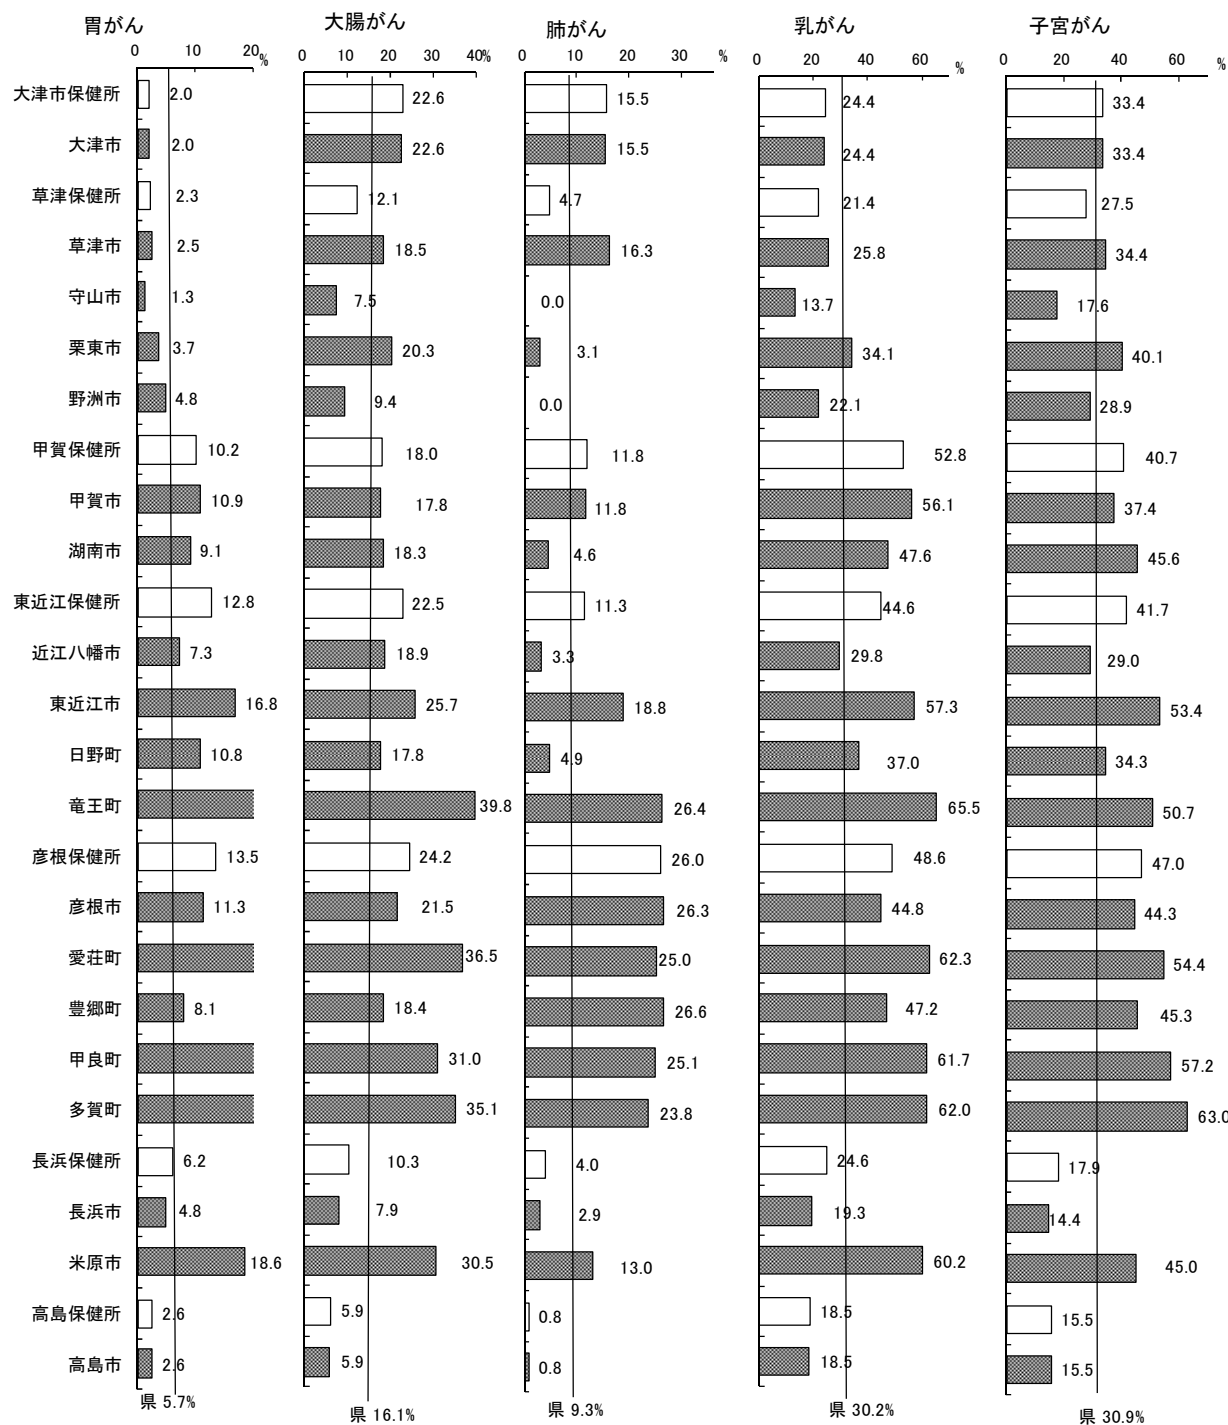 胃がん 大腸がん 肺がん 乳がん 子宮がん
0 10 20 % 0 10 20 30 40 % 0 10 20 30 % 0 20 40 60 % 0 20 40 60 %
大津市保健所 2.0 22.6 15.5 24.4 33.4
大津市 2.0 22.6 15.5 24.4 33.4
草津保健所 2.3 12.1 4.7 21.4 27.5
草津市 2.5 18.5 16.3 25.8 34.4
守山市 1.3 7.5 0.0 13.7 17.6
栗東市 3.7 20.3 3.1 34.1 40.1
野洲市 4.8 9.4 0.0 22.1 28.9
甲賀保健所 10.2 18.0 11.8 52.8 40.7
甲賀市 10.9 17.8 11.8 56.1 37.4
湖南市 9.1 18.3 4.6 47.6 45.6
東近江保健所 12.8 22.5 11.3 44.6 41.7
近江八幡市 7.3 18.9 3.3 29.8 29.0
東近江市 16.8 25.7 18.8 57.3 53.4
日野町 10.8 17.8 4.9 37.0 34.3
竜王町 39.8 26.4 65.5 50.7
彦根保健所 13.5 24.2 26.0 48.6 47.0
彦根市 11.3 21.5 26.3 44.8 44.3
愛荘町 36.5 25.0 62.3 54.4
豊郷町 8.1 18.4 26.6 47.2 45.3
甲良町 31.0 25.1 61.7 57.2
多賀町 35.1 23.8 62.0 63.0
長浜保健所 6.2 10.3 4.0 24.6 17.9
長浜市 4.8 7.9 2.9 19.3 14.4
米原市 18.6 30.5 13.0 60.2 45.0
高島保健所 2.6 5.9 0.8 18.5 15.5
高島市 2.6 5.9 0.8 18.5 15.5
県 5.7% 県 16.1% 県 9.3% 県 30.2% 県 30.9%